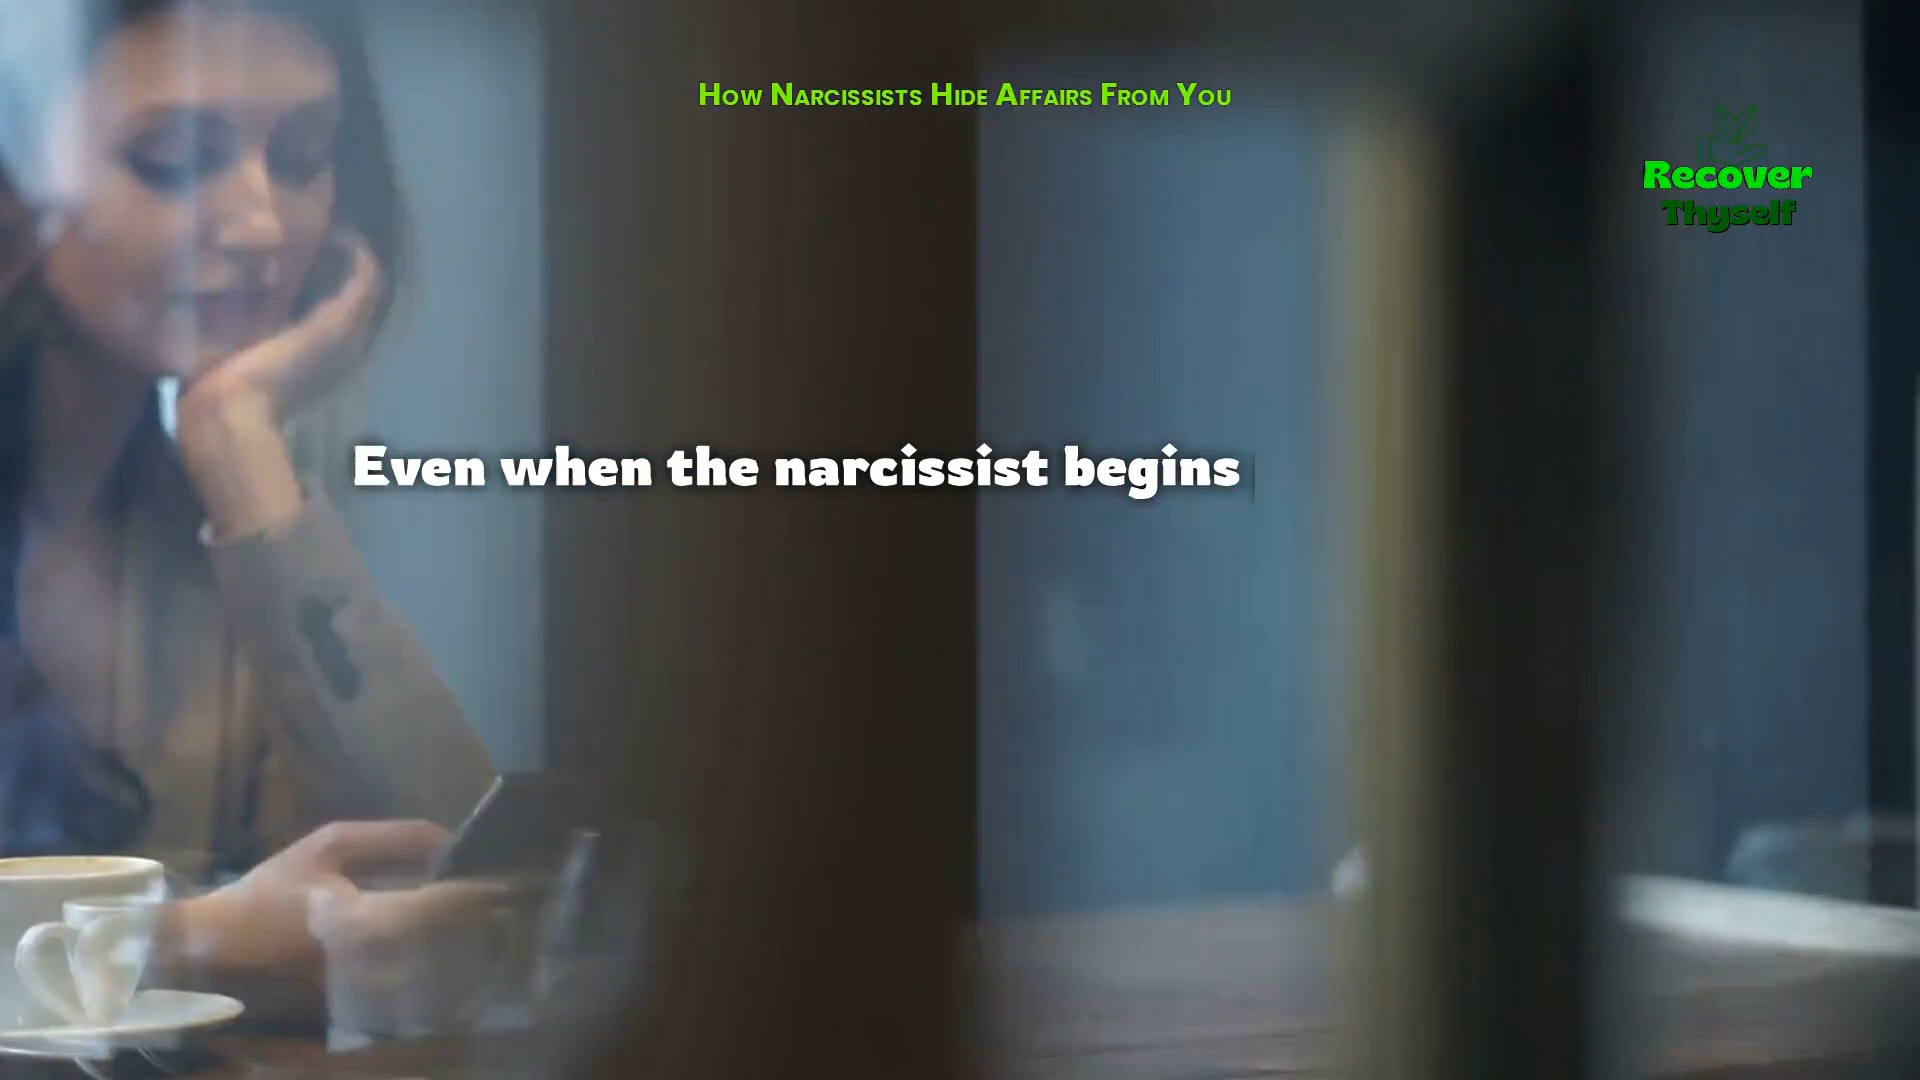 How Narcissists Hide Affairs From You
Recover
Thyself
Even when the narcissist begins